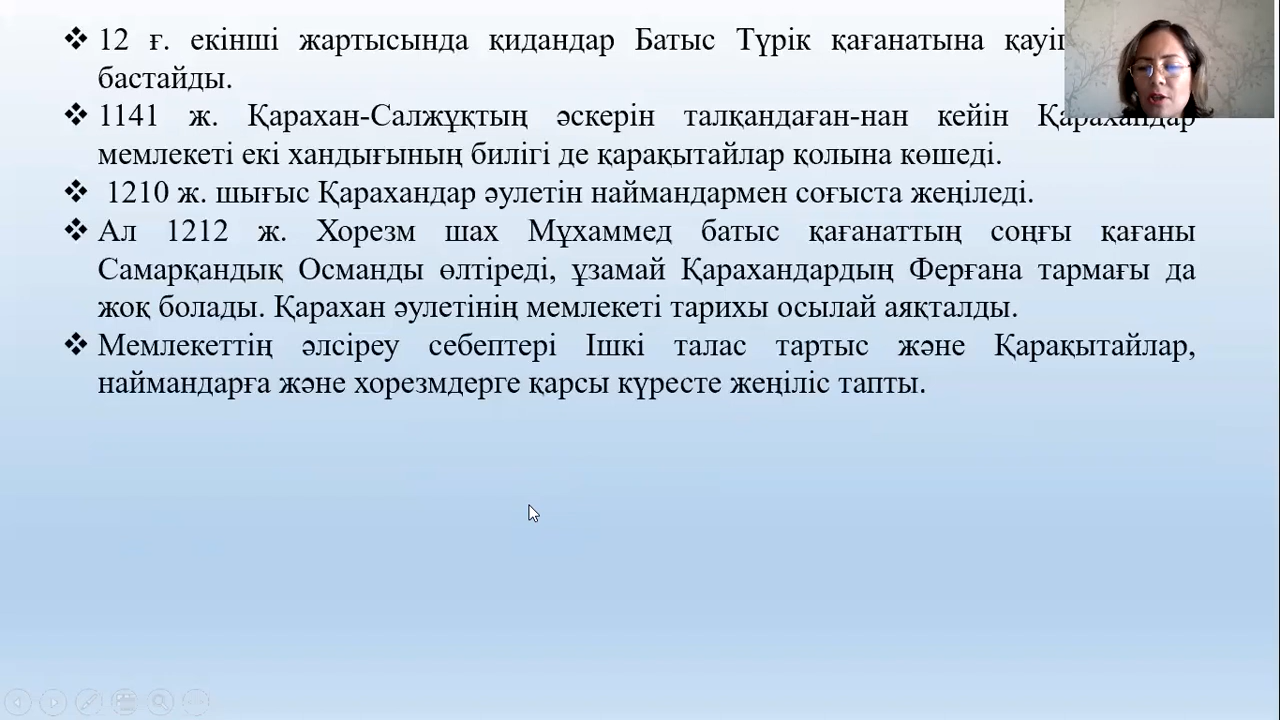 ❖ 12 ғ. екінші жартысында қидандар Батыс Түрік қағанатына
бастайды.
❖ 1141 ж. Қарахан-Салжұқтың әскерін талқандаған-нан кейін Қарахандар
мемлекеті екі хандығының билігі де қарақытайлар қолына көшеді.
❖ 1210 ж. шығыс Қарахандар әулетін наймандармен соғыста жеңіледі.
❖ Ал 1212 ж. Хорезм шах Мұхаммед батыс қағанаттың соңғы қағаны
Самарқандық Османды өлтіреді, ұзамай Қарахандардың Ферғана тармағы да
жоқ болады. Қарахан әулетінің мемлекеті тарихы осылай аяқталды.
❖ Мемлекеттің әлсіреу себептері Ішкі талас тартыс және Қарақытайлар,
наймандарға және хорезмдерге қарсы күресте жеңіліс тапты.